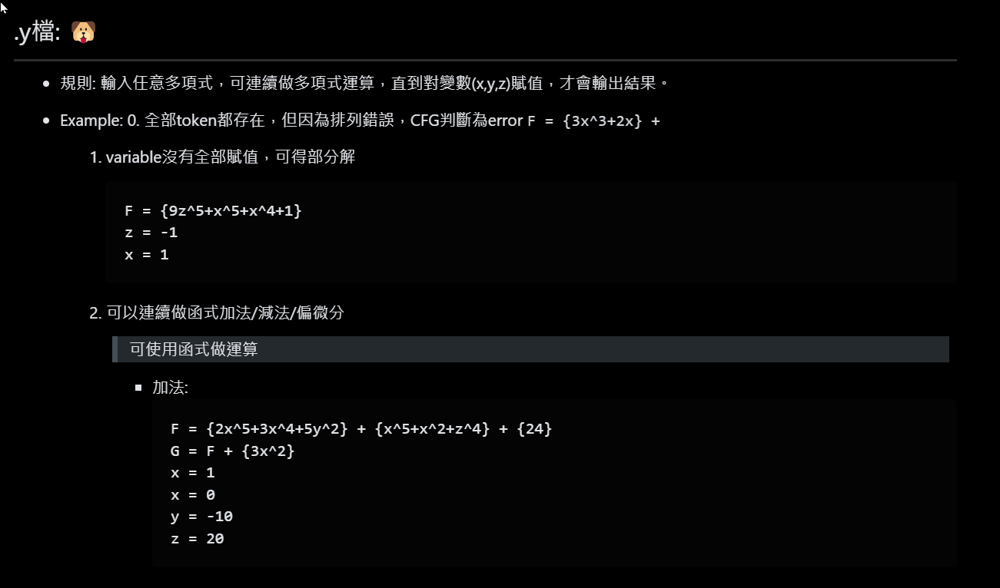 .y檔: 🐶
規則: 輸入任意多項式，可連續做多項式運算，直到對變數(x,y,z)賦值，才會輸出結果。
Example: 0. 全部token都存在，但因為排列錯誤，CFG判斷為error F = {3x^3+2x} +
1. variable沒有全部賦值，可得部分解
F = {9z^5+x^5+x^4+1}
z = -1
x = 1
2. 可以連續做函式加法/減法/偏微分
可使用函式做運算
加法:
F = {2x^5+3x^4+5y^2} + {x^5+x^2+z^4} + {24}
G = F + {3x^2}
x = 1
x = 0
y = -10
z = 20